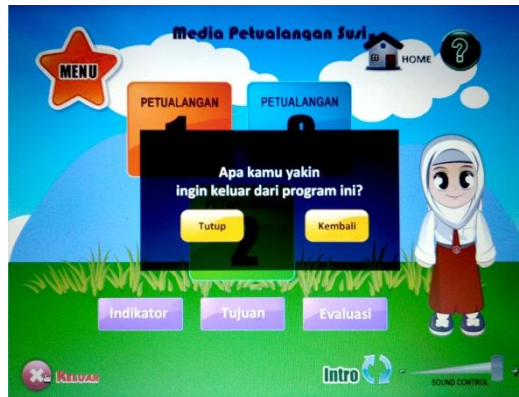 Media Petualangan Susi
MENU
HOME
?
PETUALANGAN
PETUALANGAN
Apa kamu yakin
ingin keluar dari program ini?
Tutup
Kembali
2
Indikator
Tujuan
Evaluasi
KELUAR
Intro
SOUND CONTROL